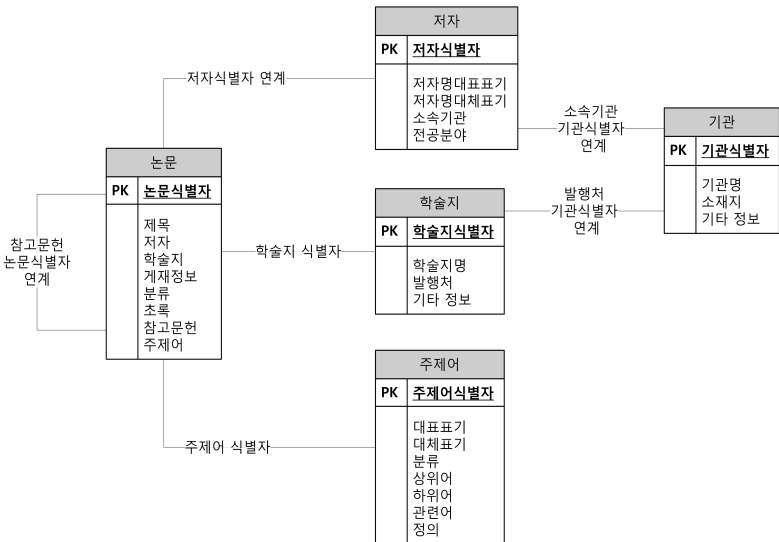 저자
PK 저자식별자
저자명대표표기
저자명대체표기
소속기관
전공분야
저자식별자 연계
소속기관
기관식별자
연계
기관
PK 기관식별자
기관명
소재지
기타 정보
논문
PK 논문식별자
제목
저자
학술지
게재정보
분류
초록
참고문헌
주제어
참고문헌
논문식별자
연계
학술지 식별자
학술지
PK 학술지식별자
학술지명
발행처
기타 정보
발행처
기관식별자
연계
주제어 식별자
주제어
PK 주제어식별자
대표표기
대체표기
분류
상위어
하위어
관련어
정의